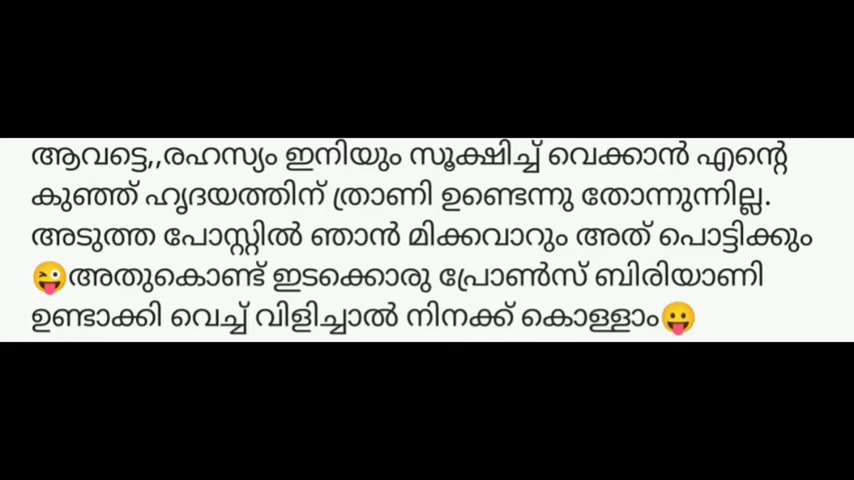 ആവട്ടെ,,രഹസ്യം ഇനിയും സൂക്ഷിച്ച് വെക്കാൻ എന്റെ
കുഞ്ഞ് ഹൃദയത്തിന് ത്രാണി ഉണ്ടെന്നു തോന്നുന്നില്ല.
അടുത്ത പോസ്റ്റിൽ ഞാൻ മിക്കവാറും അത് പൊട്ടിക്കും
😜അതുകൊണ്ട് ഇടക്കൊരു പ്രോൺസ് ബിരിയാണി
ഉണ്ടാക്കി വെച്ച് വിളിച്ചാൽ നിനക്ക് കൊള്ളാം😛